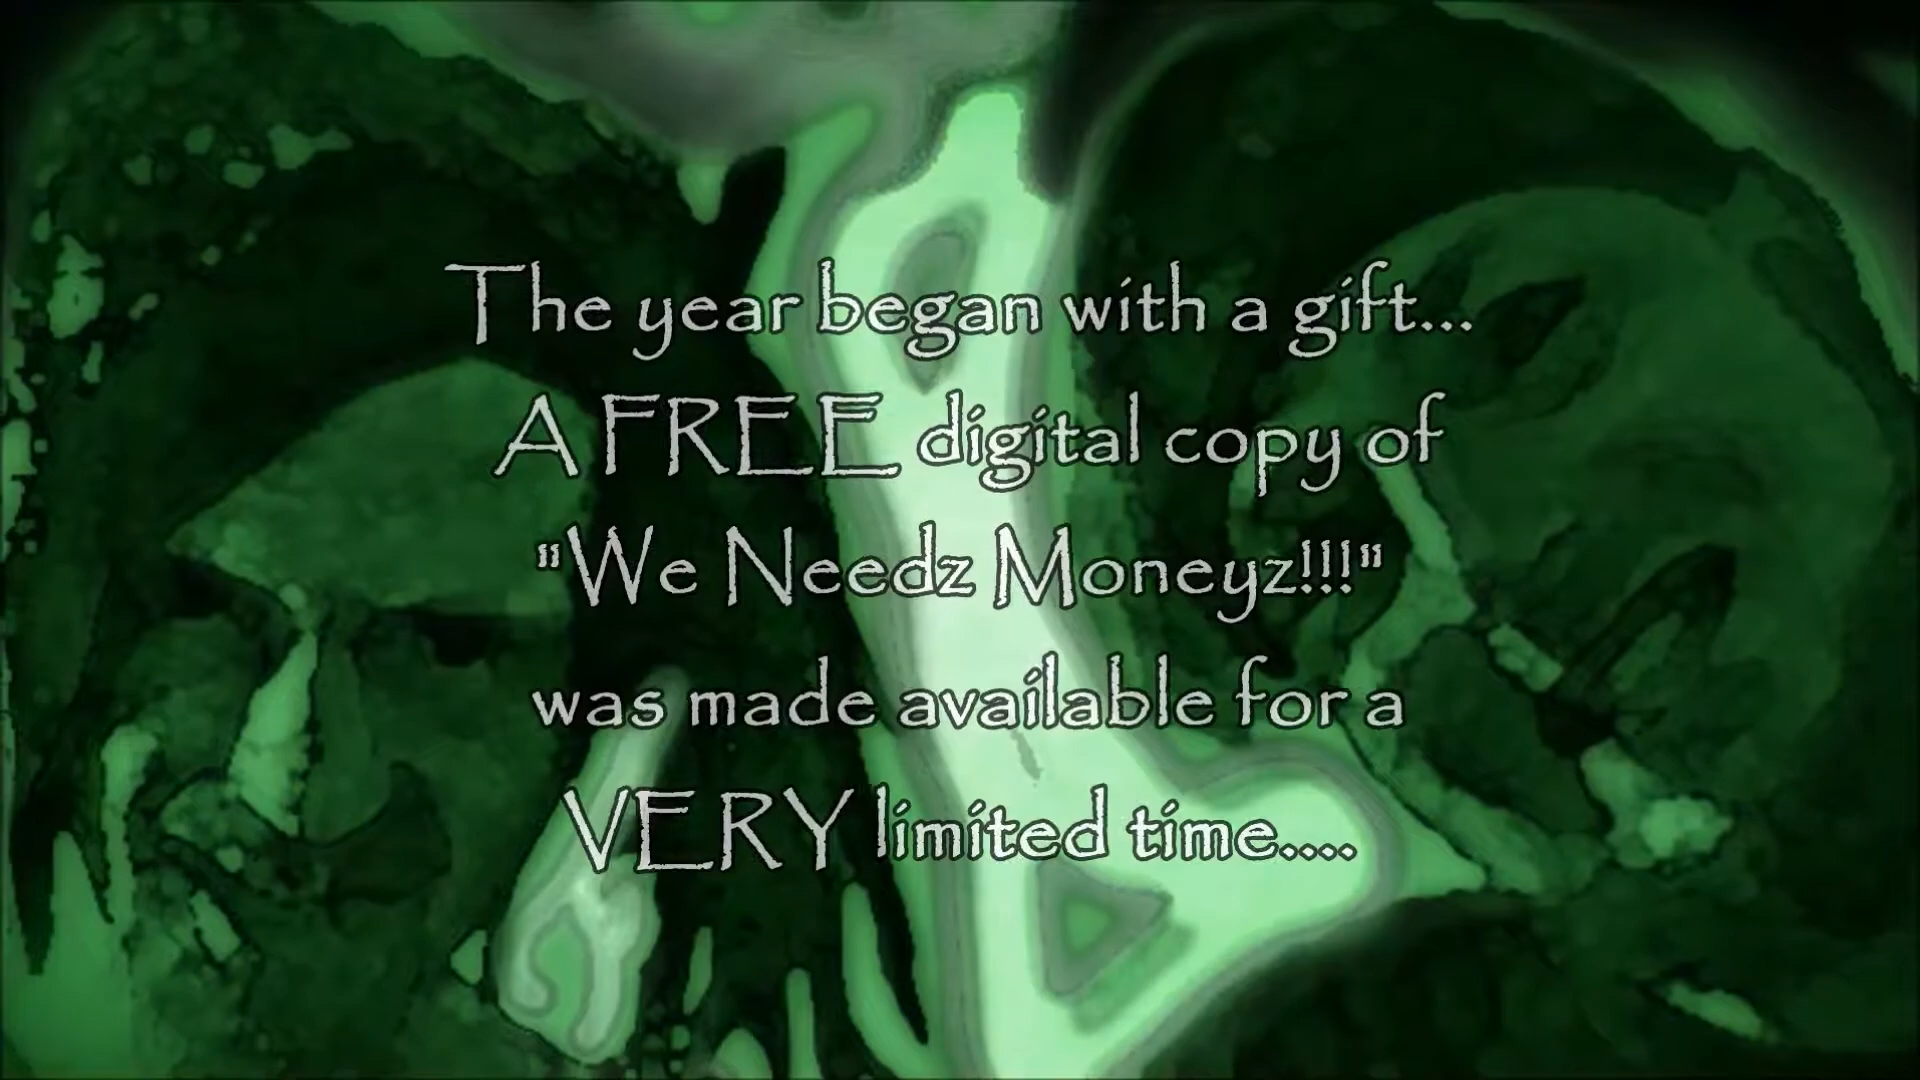 The year began with a gift...
A FREE digital copy of
"We Needz Moneyz!!!"
was made available for a
VERY limited time....